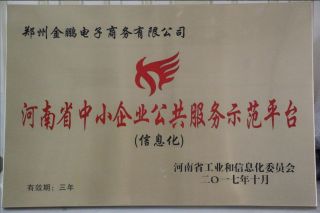 郑州金鹏电子商务有限公司
河南省中小企业公共服务示范平台
(信息化)
河南省工业和信息化委员会
有效期：三年
二〇一七年十月